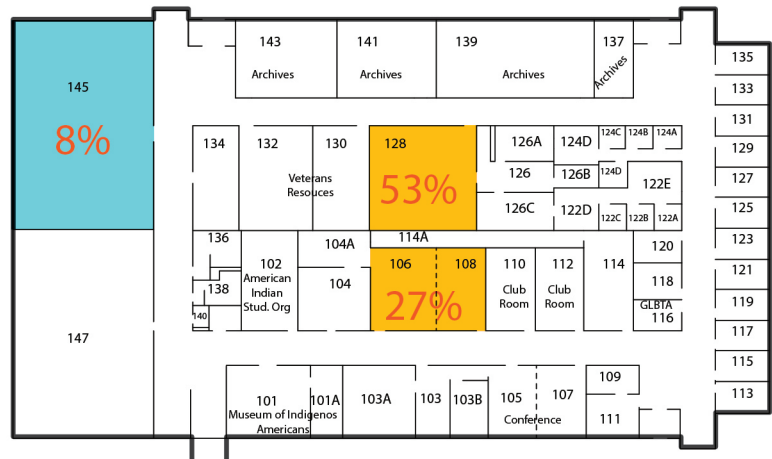 143
141
139
137
Archives
Archives
Archives
Archives
135
133
131
129
127
125
123
121
119
117
115
113
145
8%
134
132
130
Veterans
Resouces
128
53%
126A
124D
124C
124B
124A
126
126B
124D
122E
126C
122D
122C
122B
122A
136
138
140
102
American
Indian
Stud. Org
104A
104
114A
106
108
27%
110
Club
Room
112
Club
Room
114
120
118
GLBTA
116
147
101
101A
Museum of Indigenos
Americans
103A
103
103B
105
107
Conference
109
111